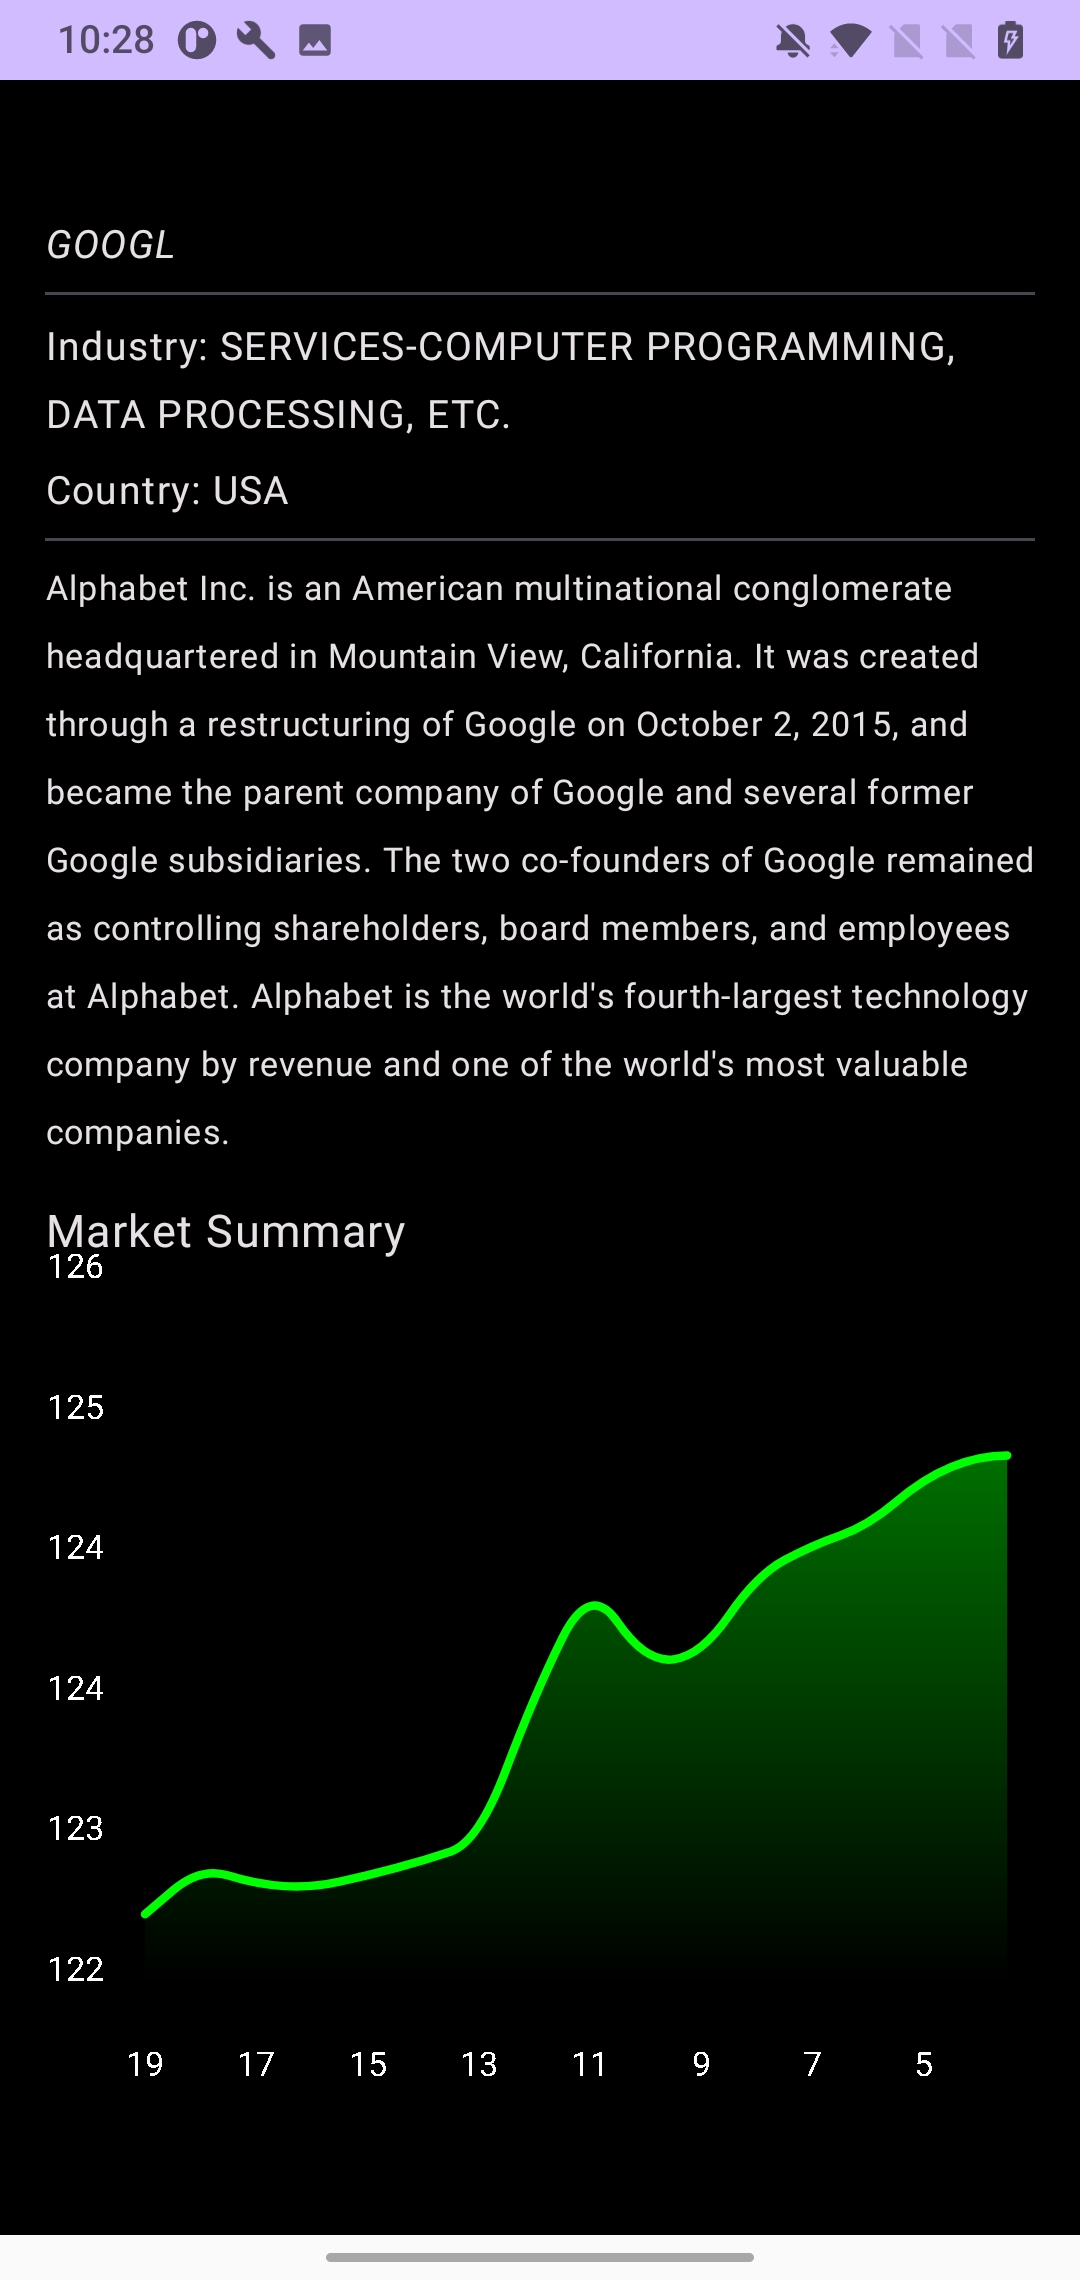 10:28
GOOGL
Industry: SERVICES-COMPUTER PROGRAMMING,
DATA PROCESSING, ETC.
Country: USA
Alphabet Inc. is an American multinational conglomerate
headquartered in Mountain View, California. It was created
through a restructuring of Google on October 2, 2015, and
became the parent company of Google and several former
Google subsidiaries. The two co-founders of Google remained
as controlling shareholders, board members, and employees
at Alphabet. Alphabet is the world's fourth-largest technology
company by revenue and one of the world's most valuable
companies.
Market Summary
126
125
124
124
123
122
19 17 15 13 11 9 7 5